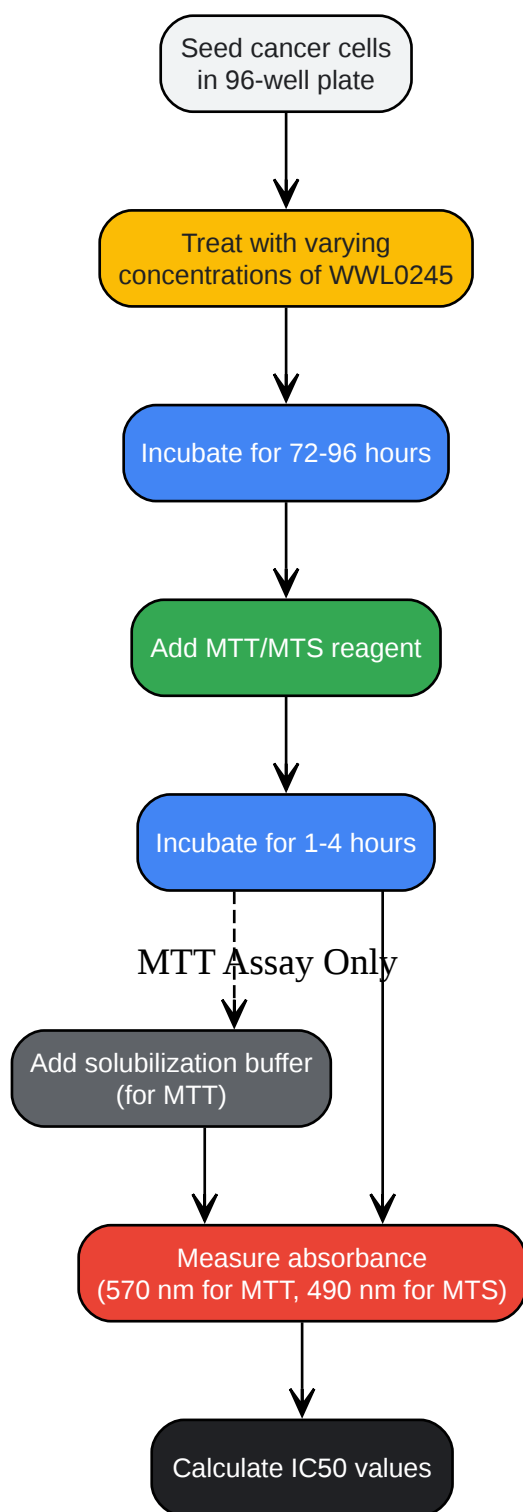 Seed cancer cells
in 96-well plate
Treat with varying
concentrations of WWL0245
Incubate for 72-96 hours
Add MTT/MTS reagent
Incubate for 1-4 hours
MTT Assay Only
Add solubilization buffer
(for MTT)
Measure absorbance
(570 nm for MTT, 490 nm for MTS)
Calculate IC50 values